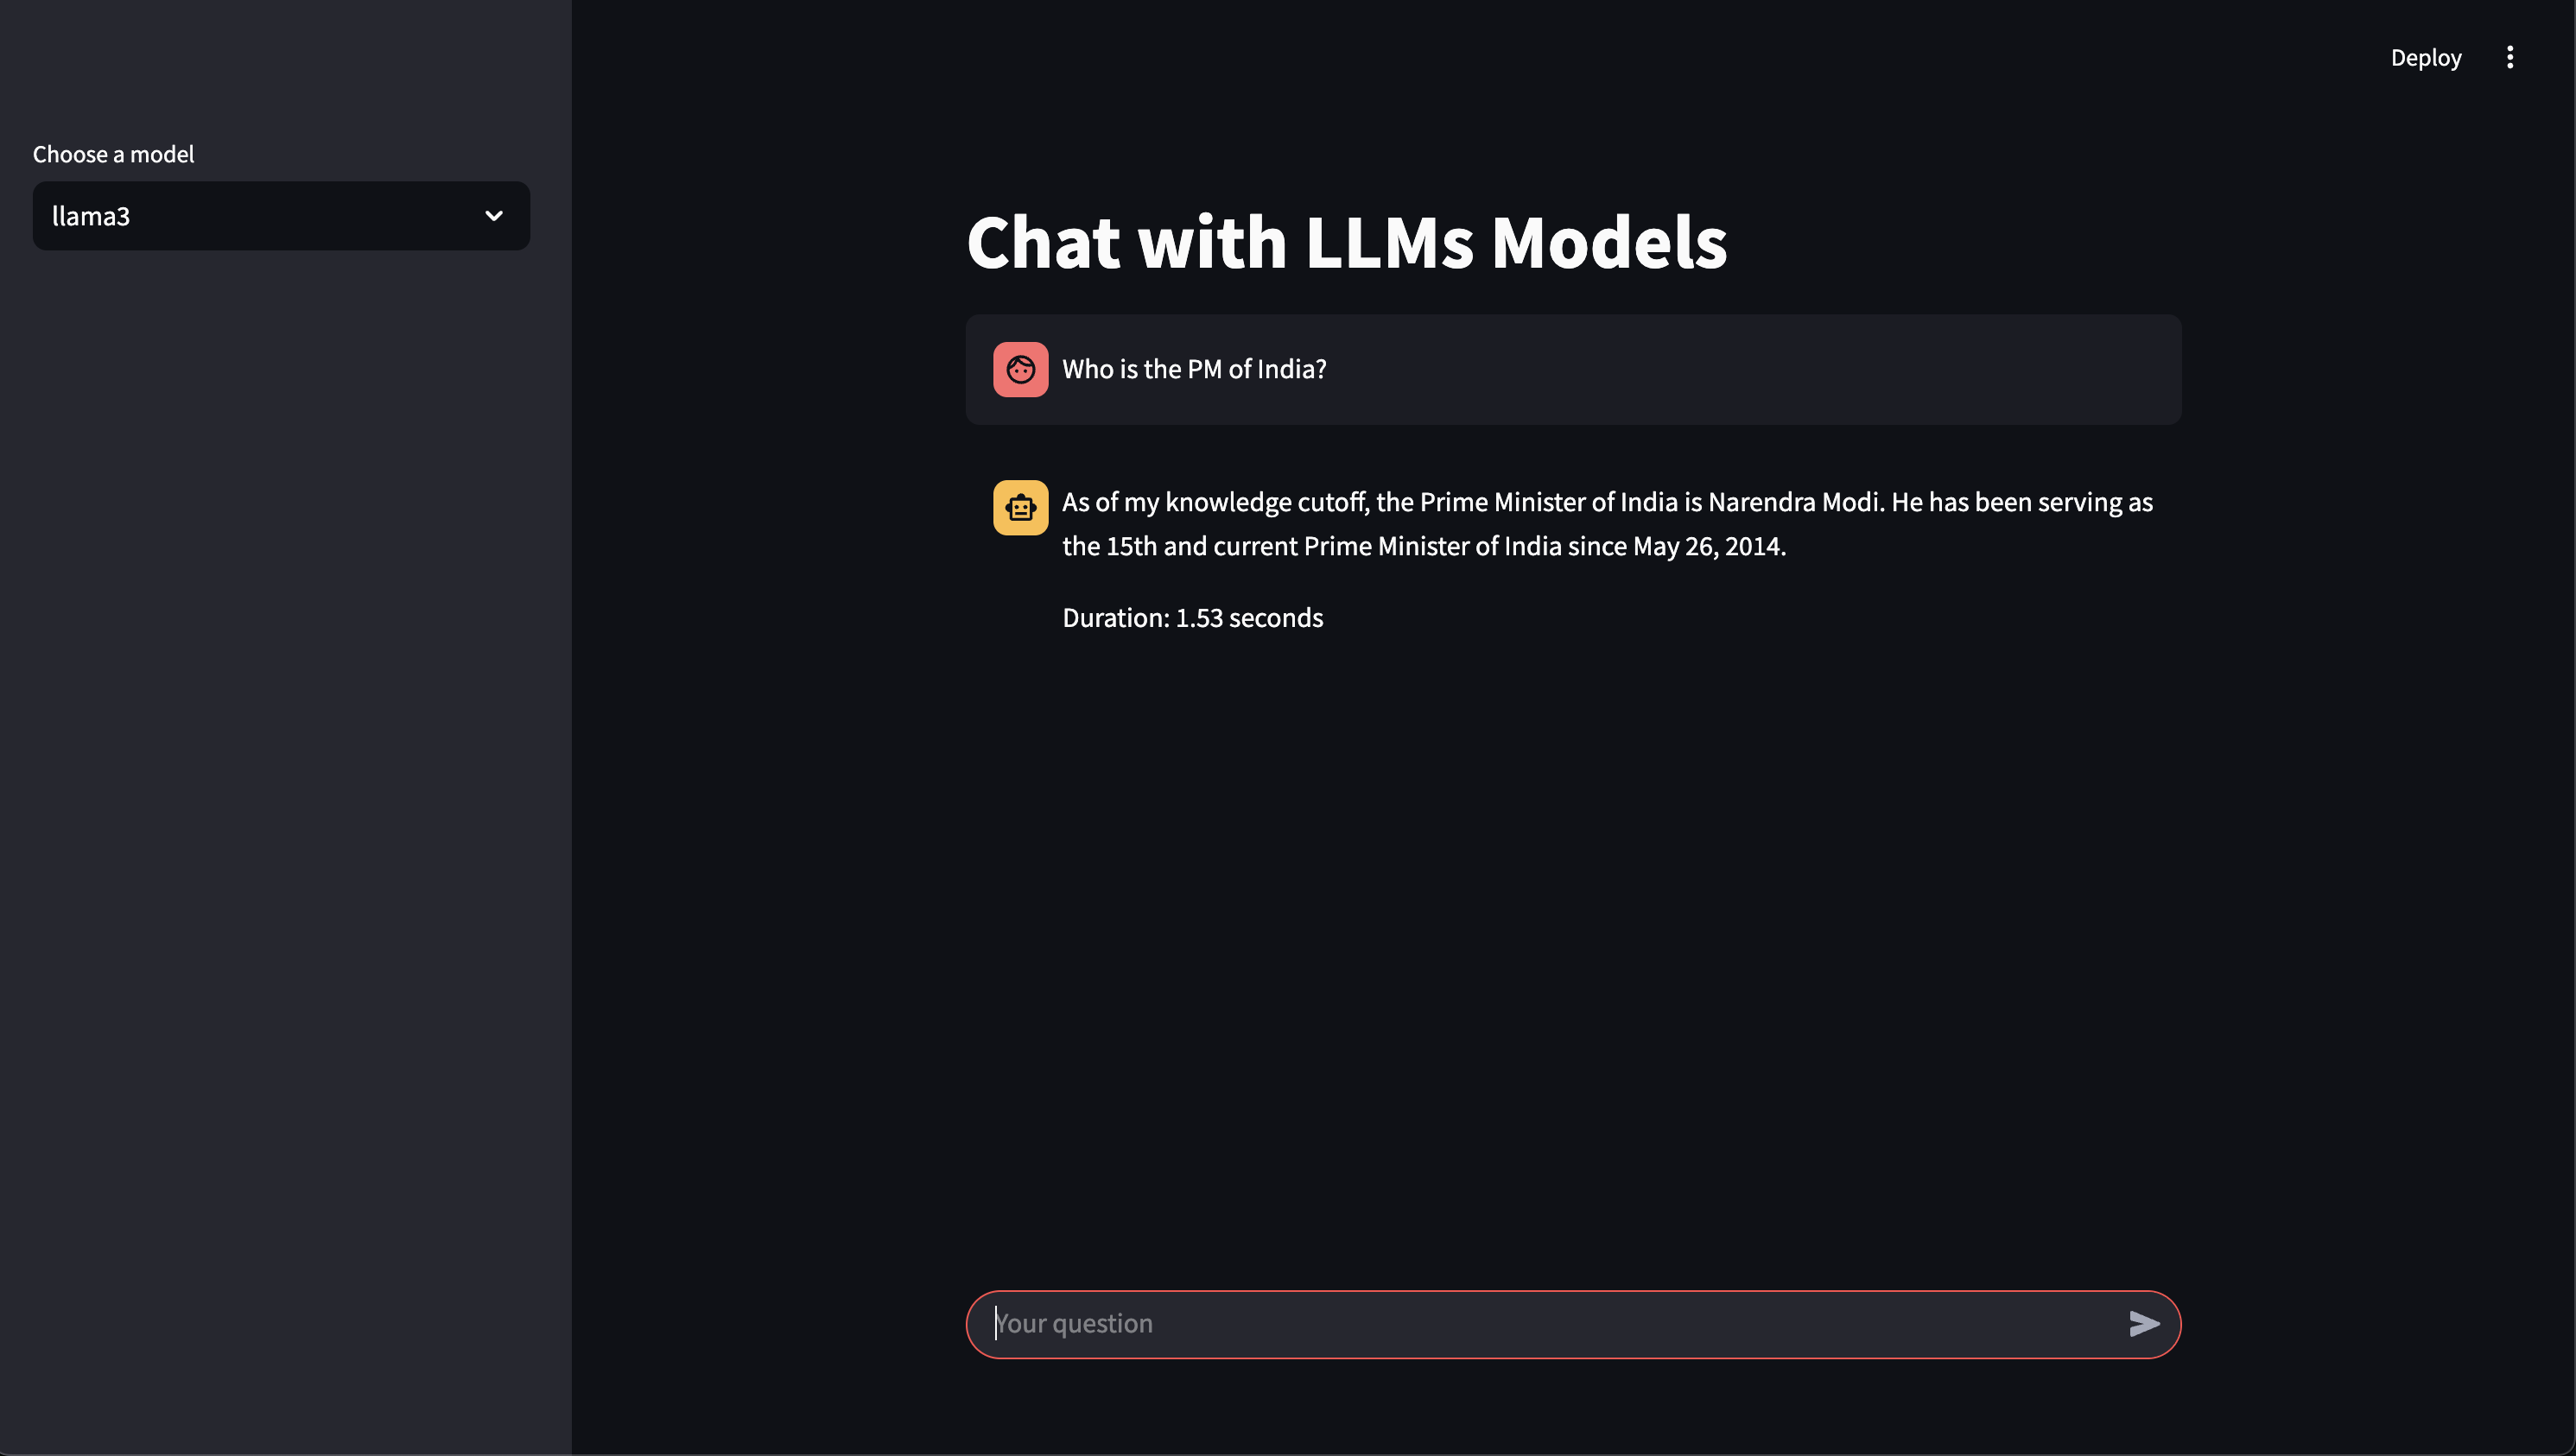 Deploy
Choose a model
llama3
Chat with LLMs Models
Who is the PM of India?
As of my knowledge cutoff, the Prime Minister of India is Narendra Modi. He has been serving as
the 15th and current Prime Minister of India since May 26, 2014.
Duration: 1.53 seconds
Your question